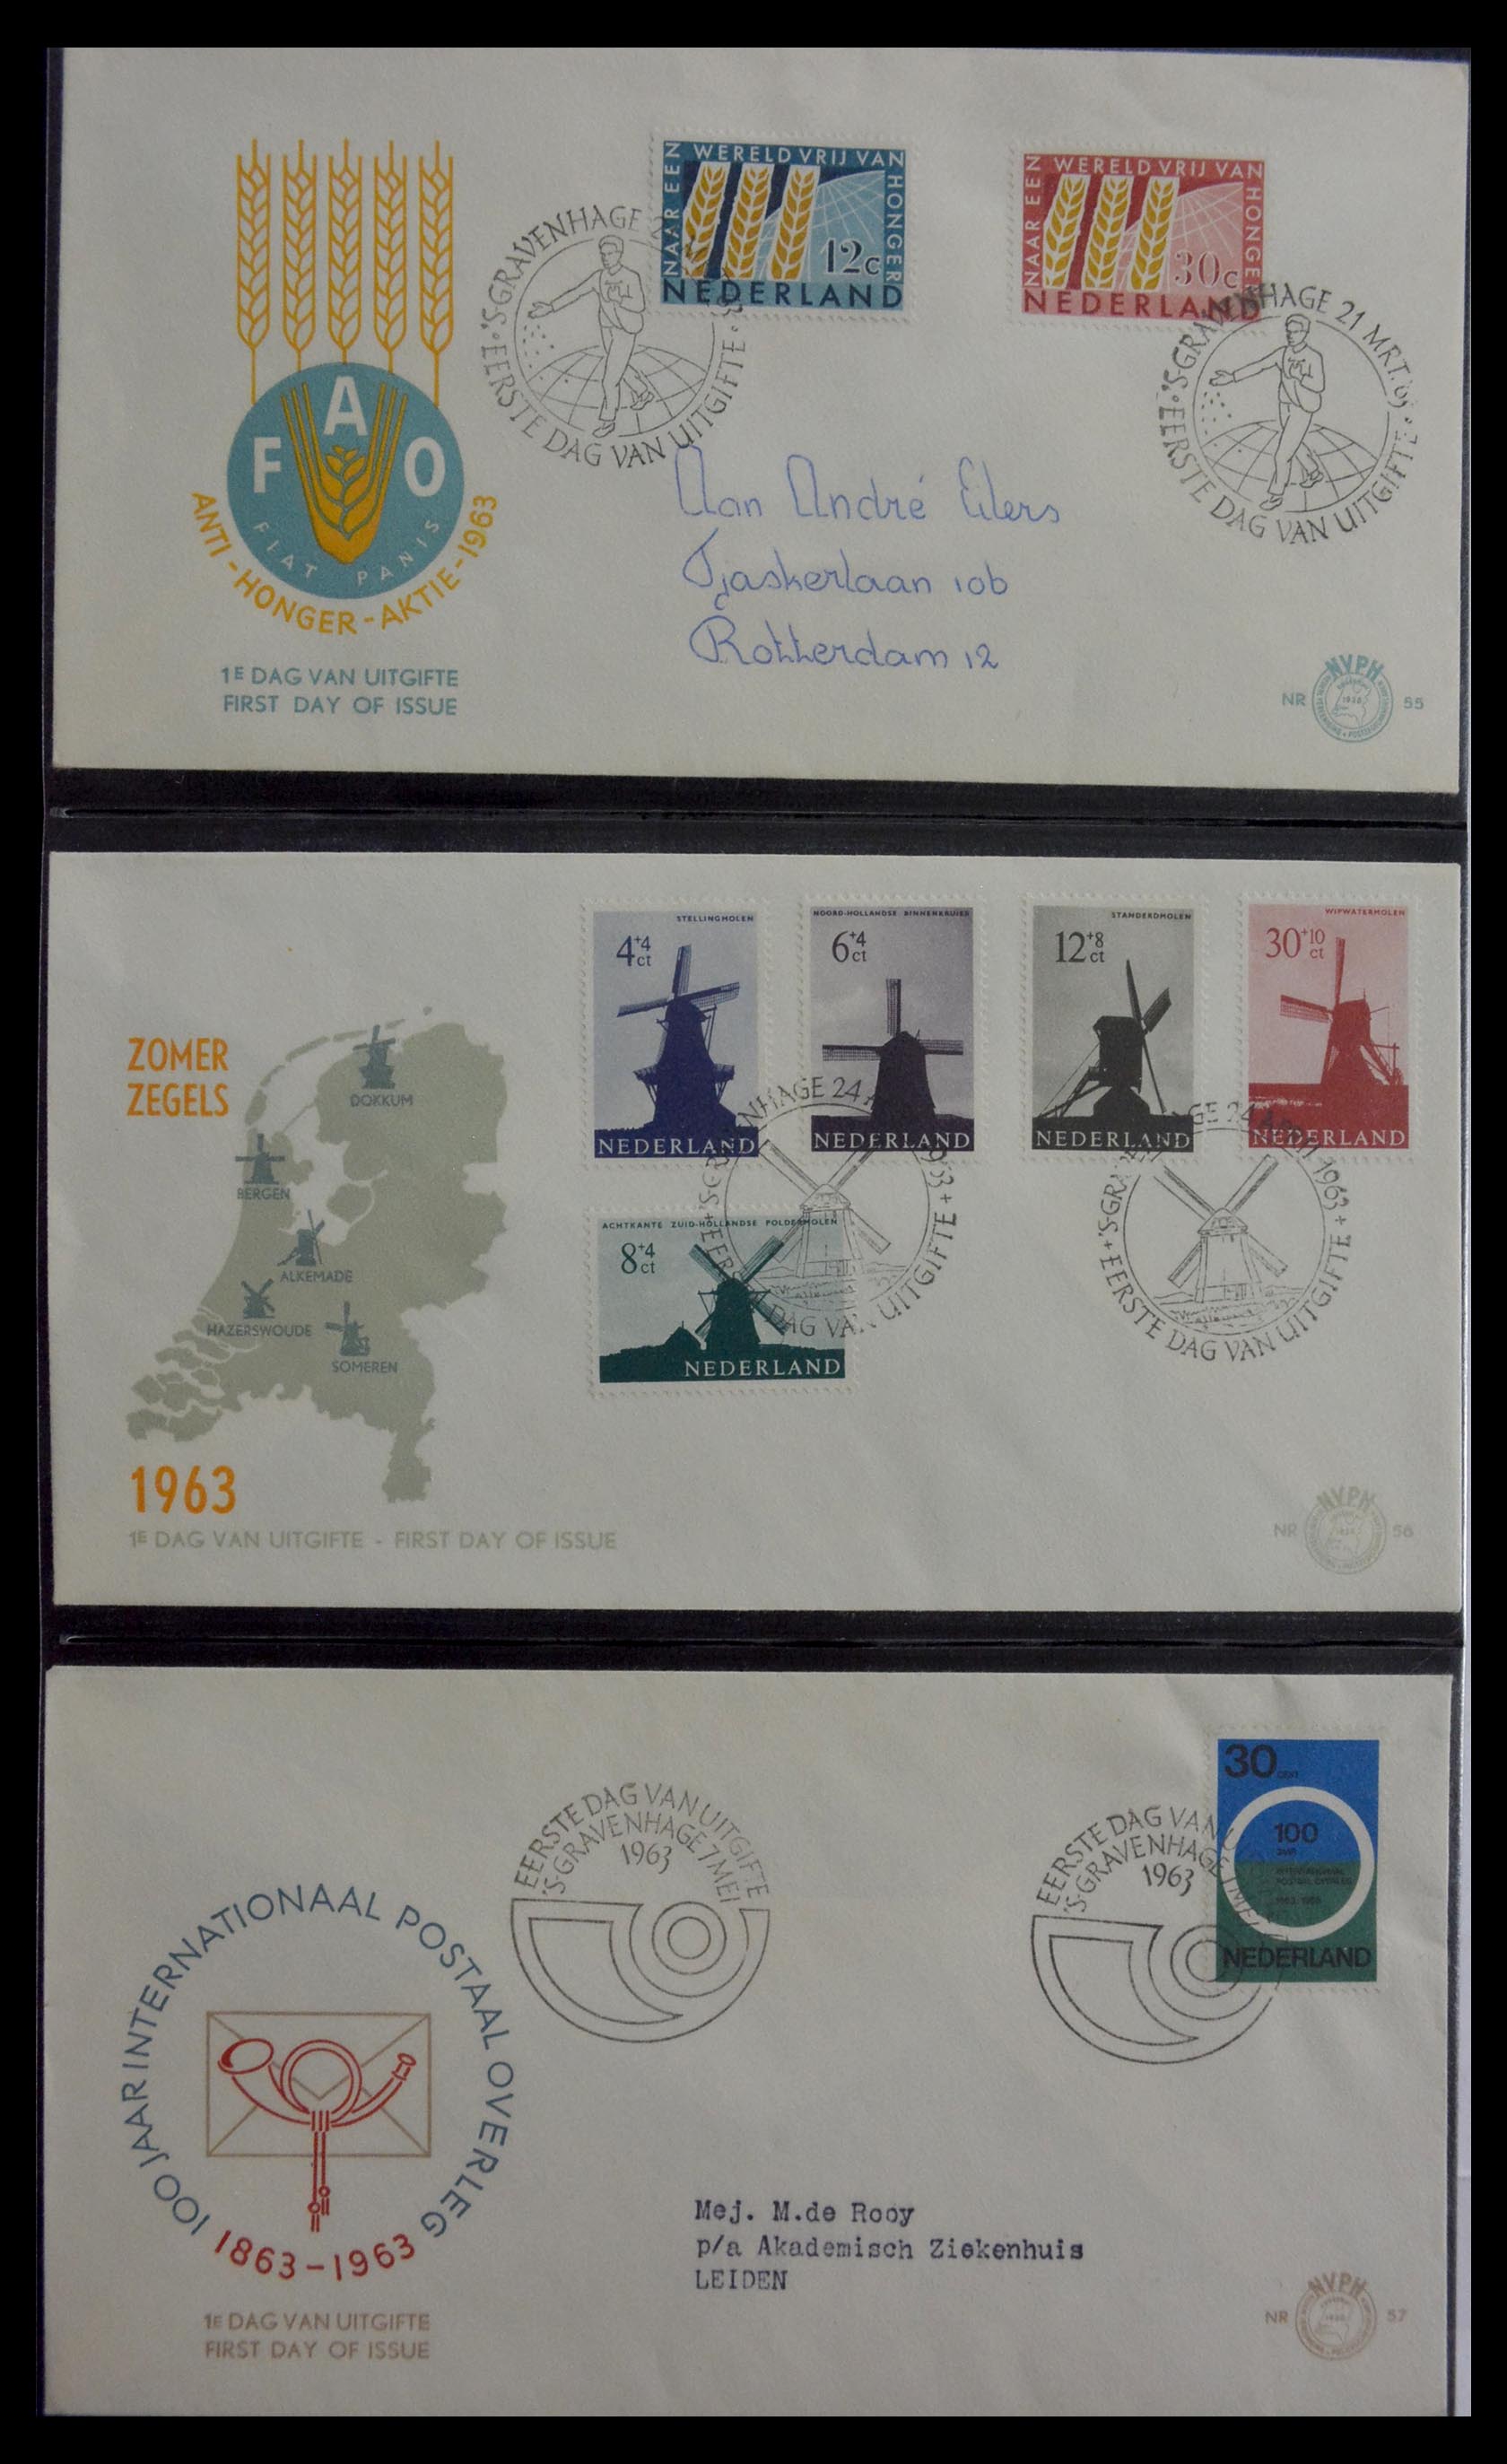 NAAR EEN WERELD VRIJ VAN HONGER
12c
NEDERLAND
NAAR EEN WERELD VRIJ VAN HONGER
30c
NEDERLAND
'S-GRAVENHAGE
EERSTE DAG VAN UITGIFTE
'S-GRAVENHAGE 21 MRT.
EERSTE DAG VAN UITGIFTE
F A O
FIAT PANIS
ANTI-HONGER-AKTIE-1963
1E DAG VAN UITGIFTE
FIRST DAY OF ISSUE
Aan André Eilers
Tjaskerlaan 10b
Rotterdam 12
NVPH
NR 55
STELLINGMOLEN
4+4 ct
NEDERLAND
NOORD-HOLLANDSE BINNENKRUIER
6+4 ct
NEDERLAND
STANDERDMOLEN
12+8 ct
NEDERLAND
WIPWATERMOLEN
30+10 ct
NEDERLAND
ACHTKANTE ZUID-HOLLANDSE POLDERMOLEN
8+4 ct
NEDERLAND
NHAGE 24
DAG VAN UITGIFTE
1963
EERSTE DAG VAN UITGIFTE
ZOMER
ZEGELS
DOKKUM
BERGEN
ALKEMADE
HAZERSWOUDE
SOMEREN
1963
1E DAG VAN UITGIFTE - FIRST DAY OF ISSUE
NVPH
NR 56
30 CENT
100
JAAR
INTERNATIONAAL
POSTAAL OVERLEG
1863-1963
NEDERLAND
EERSTE DAG VAN UITGIFTE
'S-GRAVENHAGE 7 MEI
1963
EERSTE DAG VAN U
'S-GRAVENHAGE 7 MEI
1963
100 JAAR INTERNATIONAAL POSTAAL OVERLEG
1863-1963
1E DAG VAN UITGIFTE
FIRST DAY OF ISSUE
Mej. M.de Rooy
p/a Akademisch Ziekenhuis
LEIDEN
NVPH
NR 57